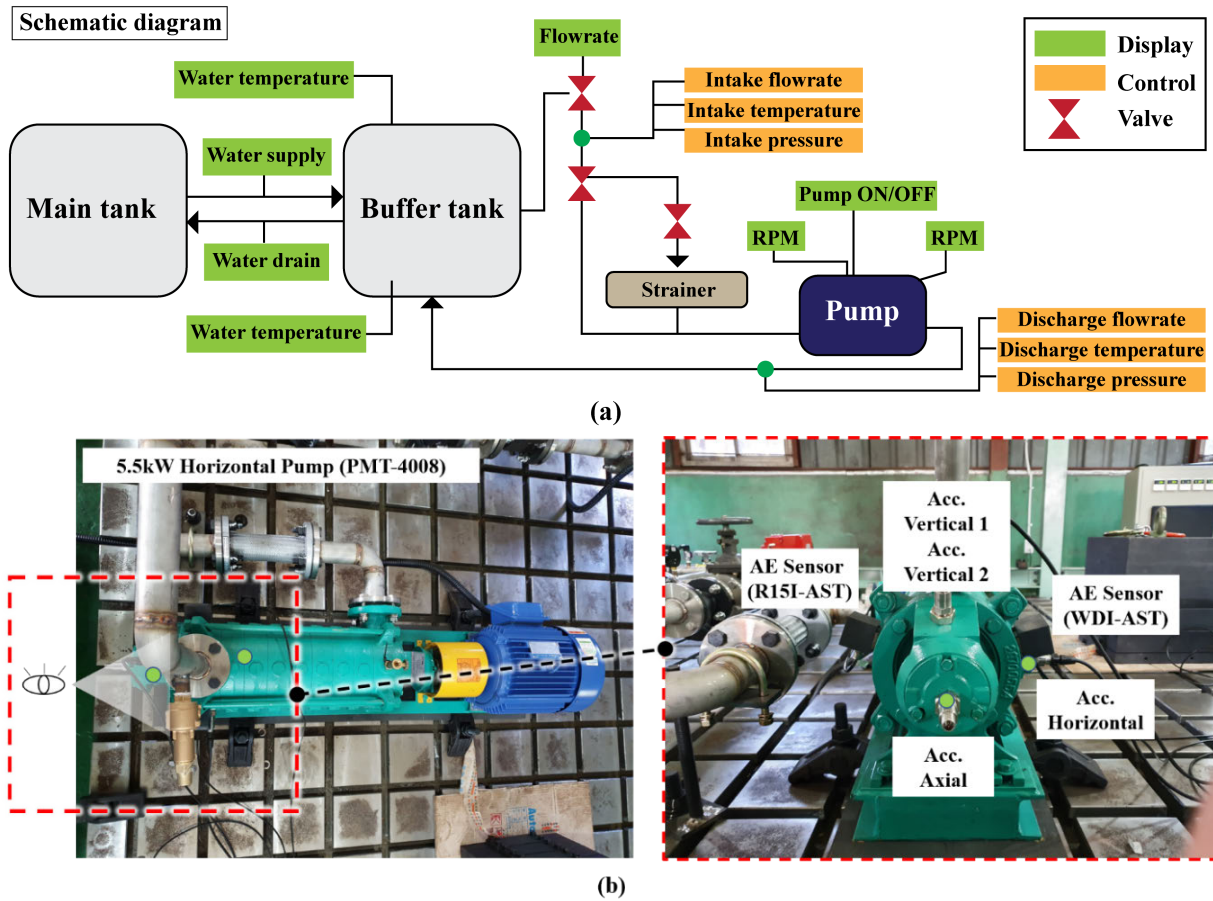 Schematic diagram
Flowrate
Water temperature
Intake flowrate
Intake temperature
Intake pressure
Display
Control
Valve
Water supply
Main tank
Buffer tank
Pump ON/OFF
RPM
RPM
Water drain
Strainer
Pump
Water temperature
Discharge flowrate
Discharge temperature
Discharge pressure
(a)
5.5kW Horizontal Pump (PMT-4008)
Acc.
Vertical 1
Acc.
Vertical 2
AE Sensor
(R15I-AST)
AE Sensor
(WDI-AST)
Acc.
Horizontal
Acc.
Axial
(b)